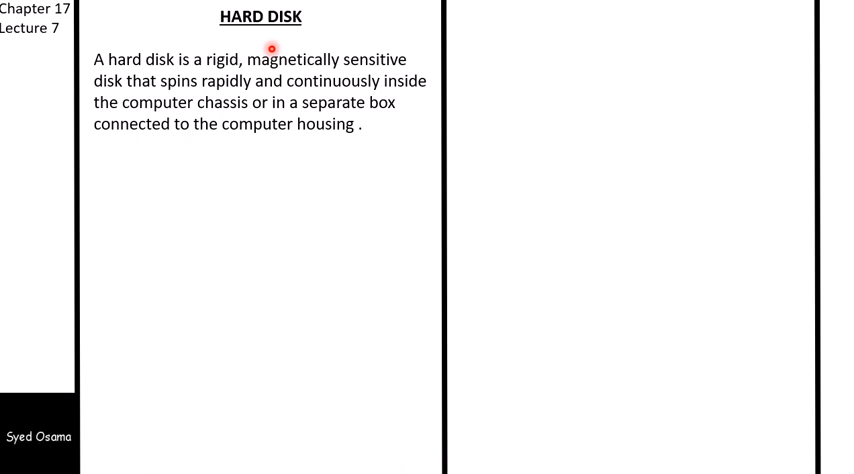 Chapter 17
Lecture 7
HARD DISK
A hard disk is a rigid, magnetically sensitive
disk that spins rapidly and continuously inside
the computer chassis or in a separate box
connected to the computer housing .
Syed Osama